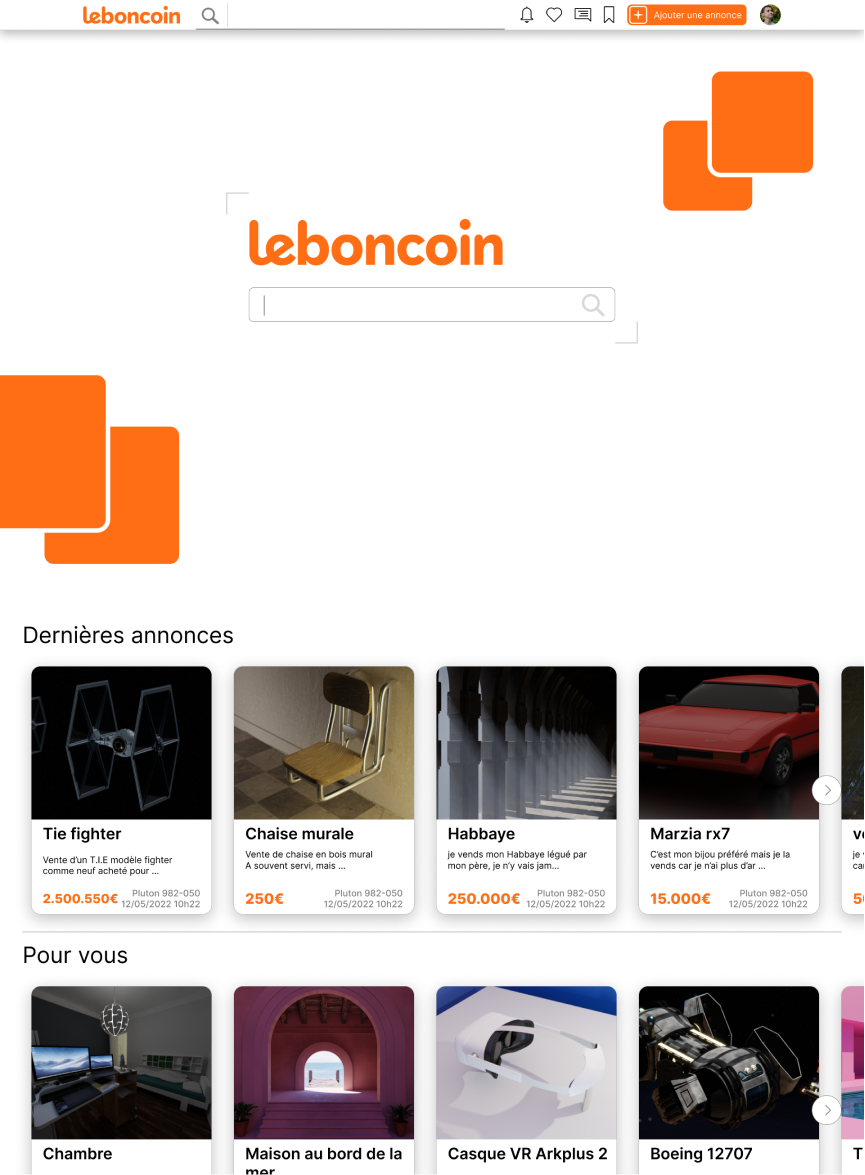 leboncoin
Ajouter une annonce
leboncoin
Dernières annonces
Tie fighter
Vente d'un T.I.E modèle fighter
comme neuf acheté pour ...
2.500.550€
Pluton 982-050
12/05/2022 10h22
Chaise murale
Vente de chaise en bois mural
A souvent servi, mais ...
250€
Pluton 982-050
12/05/2022 10h22
Habbaye
je vends mon Habbaye légué par
mon père, je n'y vais jam...
250.000€
Pluton 982-050
12/05/2022 10h22
Marzia rx7
C'est mon bijou préféré mais je la
vends car je n'ai plus d'ar ...
15.000€
Pluton 982-050
12/05/2022 10h22
je
Pour vous
Chambre
Maison au bord de la
mer
Casque VR Arkplus 2
Boeing 12707